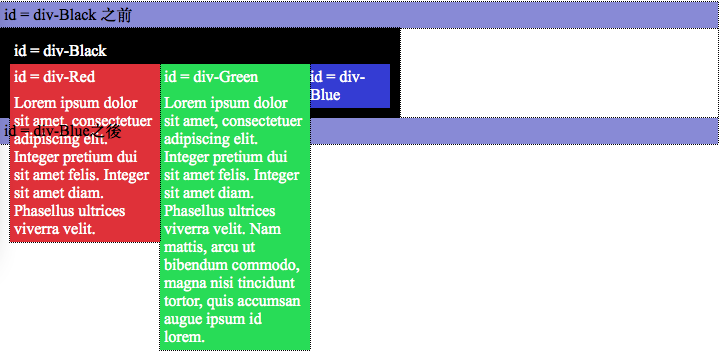 id = div-Black 之前
id = div-Black
id = div-Red
Lorem ipsum dolor
sit amet, consectetuer
adipiscing elit.
Integer pretium dui
sit amet felis. Integer
sit amet diam.
Phasellus ultrices
viverra velit.
id = div-Green
Lorem ipsum dolor
sit amet, consectetuer
adipiscing elit.
Integer pretium dui
sit amet felis. Integer
sit amet diam.
Phasellus ultrices
viverra velit. Nam
mattis, arcu ut
bibendum commodo,
magna nisi tincidunt
tortor, quis accumsan
augue ipsum id
lorem.
id = div-
Blue
id = div-Blue之後